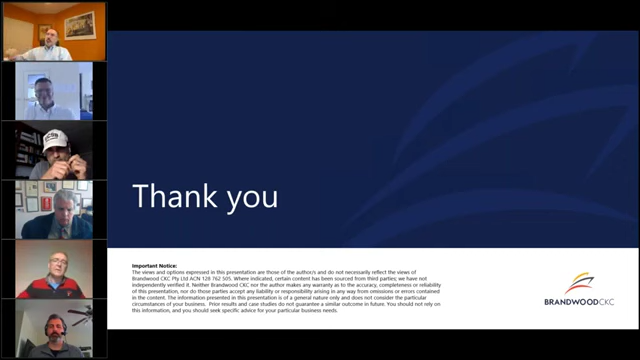 Thank you
Important Notice:
The views and options expressed in this presentation are those of the author/s and do not necessarily reflect the views of
Brandwood CKC Pty Ltd ACN 128 762 505. Where indicated, certain content has been sourced from third parties; we have not
independently verified it. Neither Brandwood CKC nor the author makes any warranty as to the accuracy, completeness or reliability
of this presentation, nor do those parties accept any liability or responsibility arising in any way from omissions or errors contained
in the content. The information presented in this presentation is of a general nature only and does not consider the particular
circumstances of your business. Prior results and case studies do not guarantee a similar outcome in future. You should not rely on
this information, and you should seek specific advice for your particular business needs.
BRANDWOODCKC